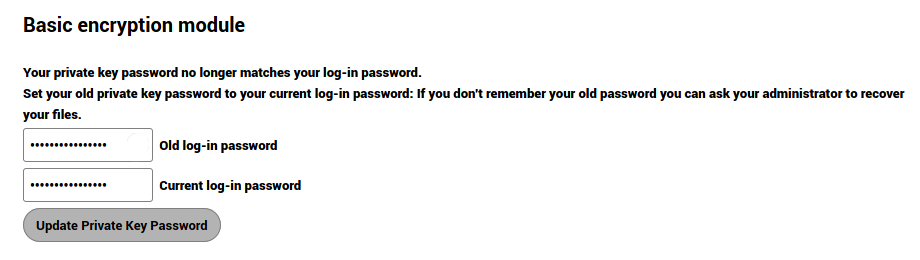 Basic encryption module
Your private key password no longer matches your log-in password.
Set your old private key password to your current log-in password: If you don't remember your old password you can ask your administrator to recover
your files.
•••••••••••••••• Old log-in password
•••••••••••••••• Current log-in password
Update Private Key Password